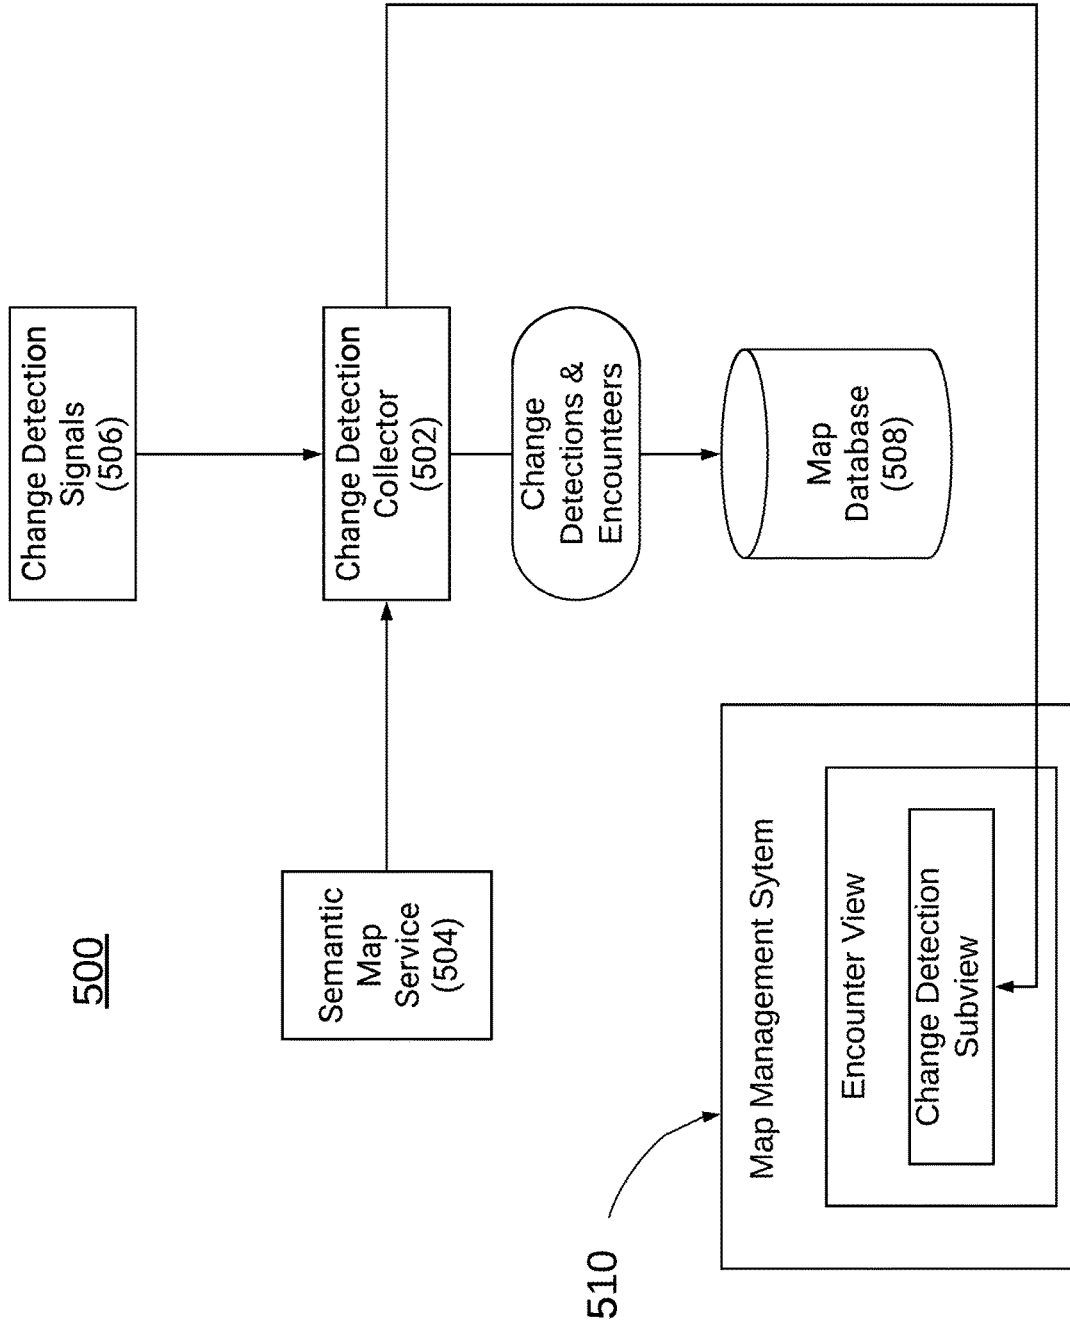 500
Change Detection
Signals
(506)
Semantic
Map
Service
(504)
Change Detection
Collector
(502)
Change
Detections &
Encounteers
Map
Database
(508)
510
Map Management Sytem
Encounter View
Change Detection
Subview